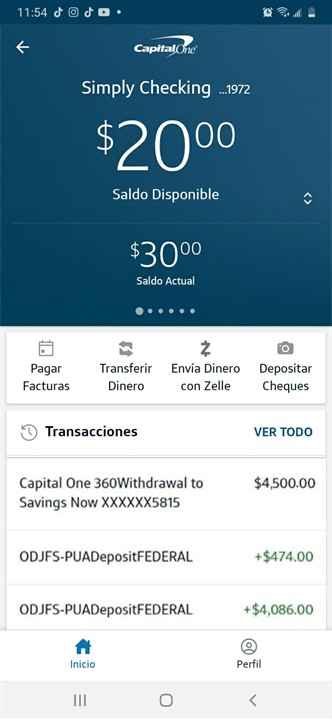 11:54
Capital One
Simply Checking ...1972
$20.00
Saldo Disponible
$30.00
Saldo Actual
Pagar Facturas
Transferir Dinero
Envía Dinero con Zelle
Depositar Cheques
Transacciones VER TODO
Capital One 360Withdrawal to $4,500.00
Savings Now XXXXXX5815
ODJFS-PUADepositFEDERAL +$474.00
ODJFS-PUADepositFEDERAL +$4,086.00
Inicio Perfil